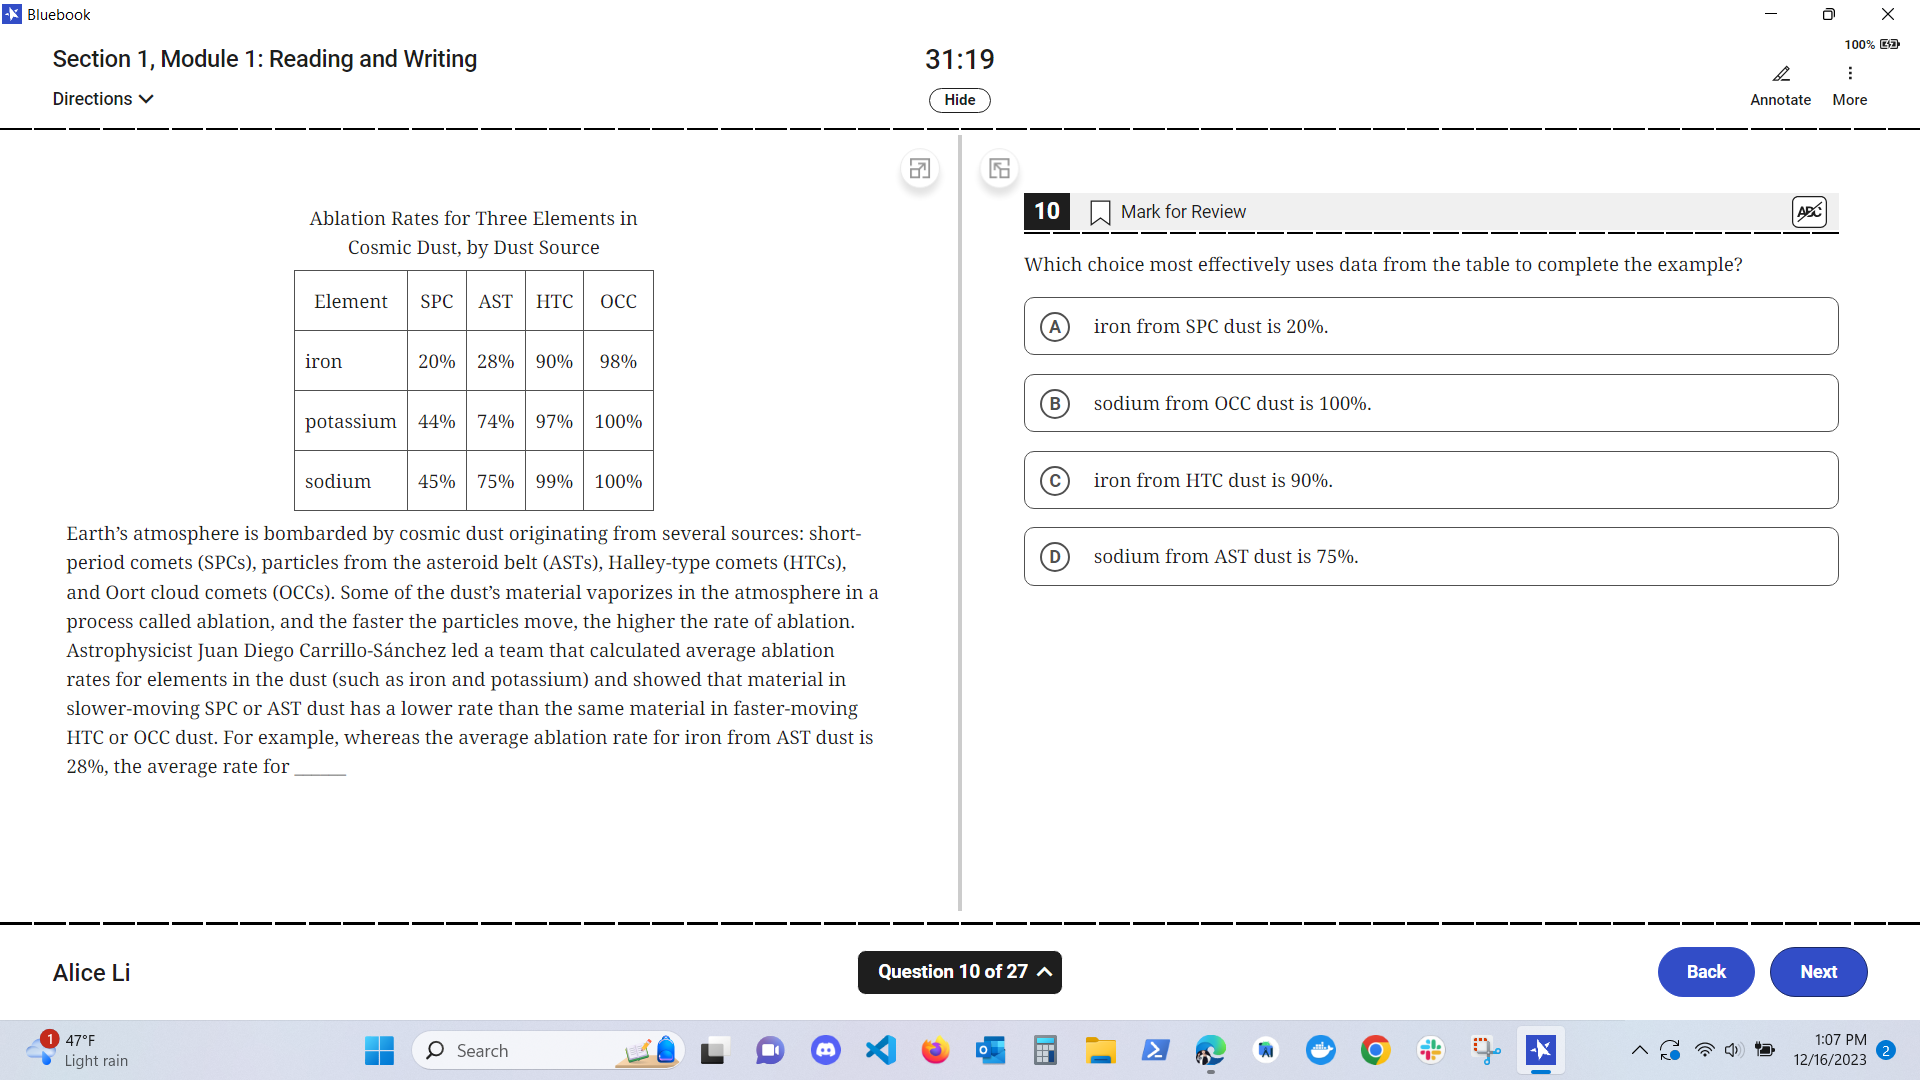 Bluebook
Section 1, Module 1: Reading and Writing
Directions
31:19
Hide
100%
Annotate
More
Ablation Rates for Three Elements in
Cosmic Dust, by Dust Source
Element SPC AST HTC OCC
iron 20% 28% 90% 98%
potassium 44% 74% 97% 100%
sodium 45% 75% 99% 100%
Earth’s atmosphere is bombarded by cosmic dust originating from several sources: short-
period comets (SPCs), particles from the asteroid belt (ASTs), Halley-type comets (HTCs),
and Oort cloud comets (OCCs). Some of the dust’s material vaporizes in the atmosphere in a
process called ablation, and the faster the particles move, the higher the rate of ablation.
Astrophysicist Juan Diego Carrillo-Sánchez led a team that calculated average ablation
rates for elements in the dust (such as iron and potassium) and showed that material in
slower-moving SPC or AST dust has a lower rate than the same material in faster-moving
HTC or OCC dust. For example, whereas the average ablation rate for iron from AST dust is
28%, the average rate for ______
10 Mark for Review ABC
Which choice most effectively uses data from the table to complete the example?
A iron from SPC dust is 20%.
B sodium from OCC dust is 100%.
C iron from HTC dust is 90%.
D sodium from AST dust is 75%.
Alice Li
Question 10 of 27
Back
Next
1
47°F
Light rain
Search
1:07 PM
12/16/2023
2